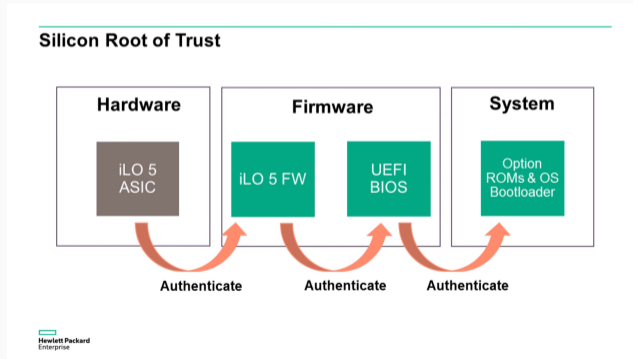 Silicon Root of Trust
Hardware
Firmware
System
iLO 5
ASIC
iLO 5 FW
UEFI
BIOS
Option
ROMs & OS
Bootloader
Authenticate
Authenticate
Authenticate
Hewlett Packard
Enterprise